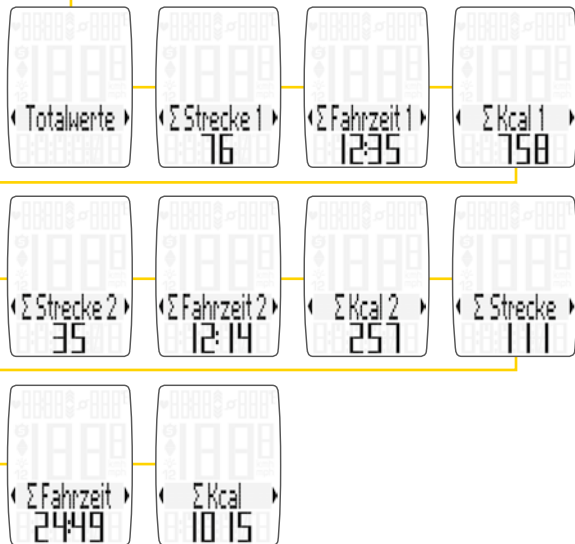 Totalwerte
Σ Strecke 1
76
Σ Fahrzeit 1
12:35
Σ Kcal 1
758
Σ Strecke 2
35
Σ Fahrzeit 2
12:14
Σ Kcal 2
257
Σ Strecke
111
Σ Fahrzeit
24:49
Σ Kcal
1015